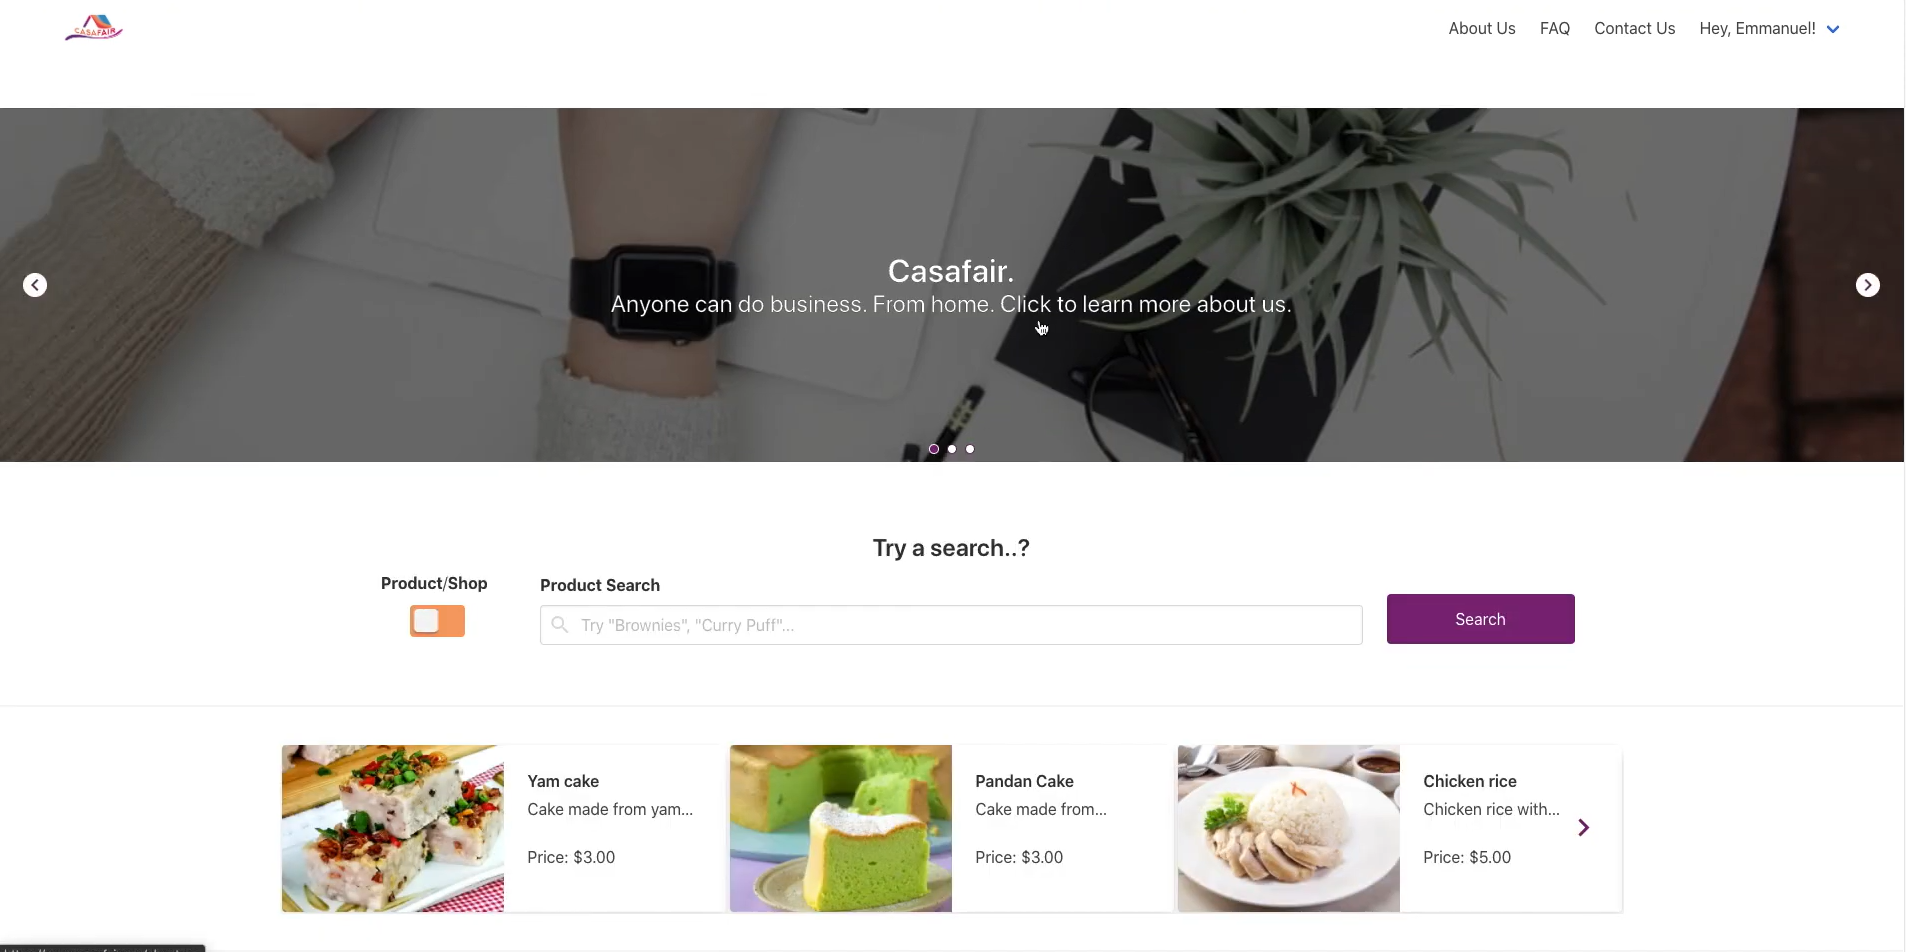 CASAFAIR
About Us FAQ Contact Us Hey, Emmanuel!
Casafair.
Anyone can do business. From home. Click to learn more about us.
Try a search..?
Product/Shop
Product Search
Try "Brownies", "Curry Puff"...
Search
Yam cake
Cake made from yam...
Price: $3.00
Pandan Cake
Cake made from...
Price: $3.00
Chicken rice
Chicken rice with...
Price: $5.00